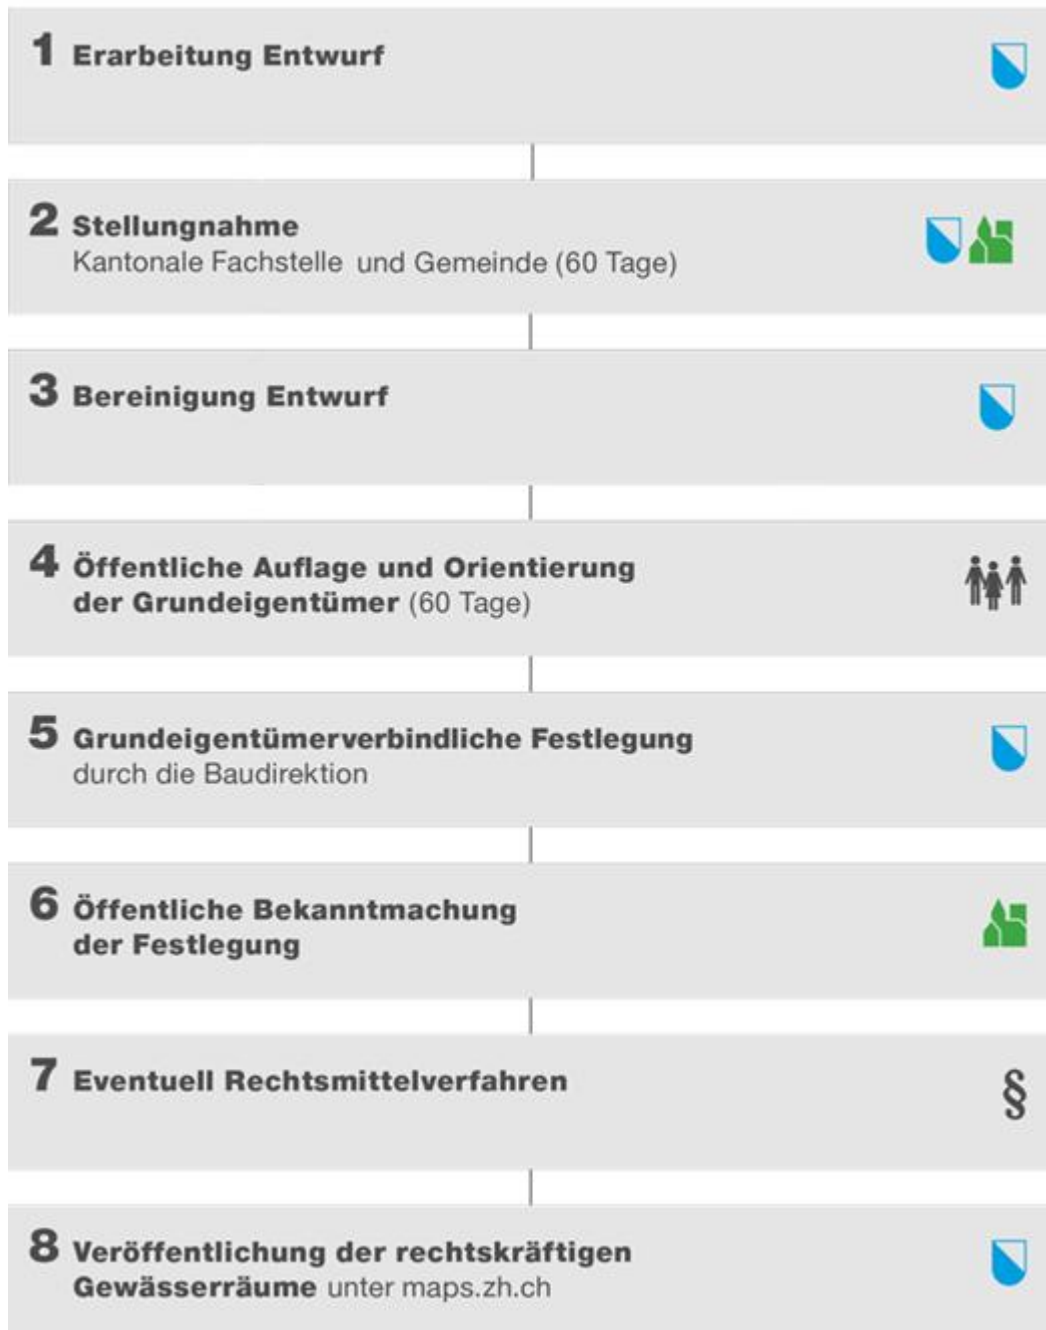 1 Erarbeitung Entwurf
2 Stellungnahme
Kantonale Fachstelle und Gemeinde (60 Tage)
3 Bereinigung Entwurf
4 Öffentliche Auflage und Orientierung
der Grundeigentümer (60 Tage)
5 Grundeigentümerverbindliche Festlegung
durch die Baudirektion
6 Öffentliche Bekanntmachung
der Festlegung
7 Eventuell Rechtsmittelverfahren
§
8 Veröffentlichung der rechtskräftigen
Gewässerräume unter maps.zh.ch